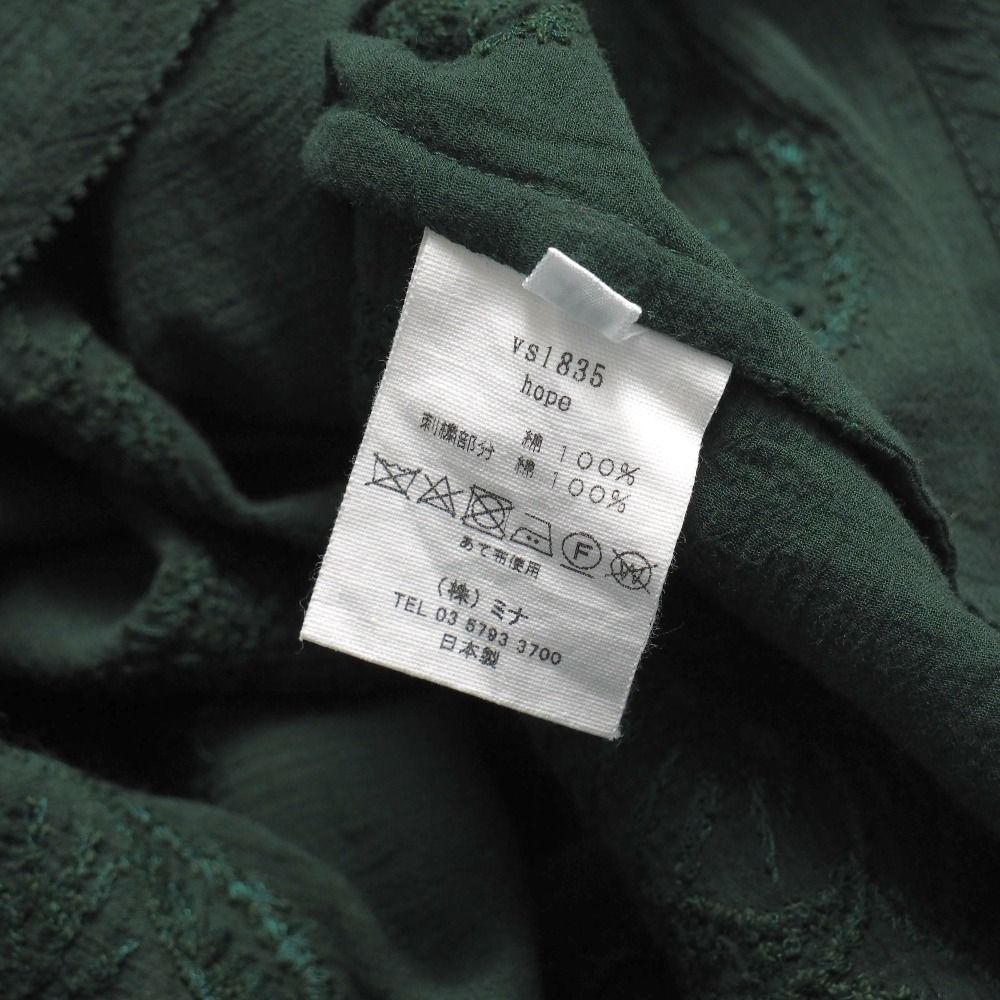 vs1835
hope
綿 100%
刺繍部分 綿 100%
F W
あて布使用
(株)ミナ
TEL 03 5793 3700
日本製